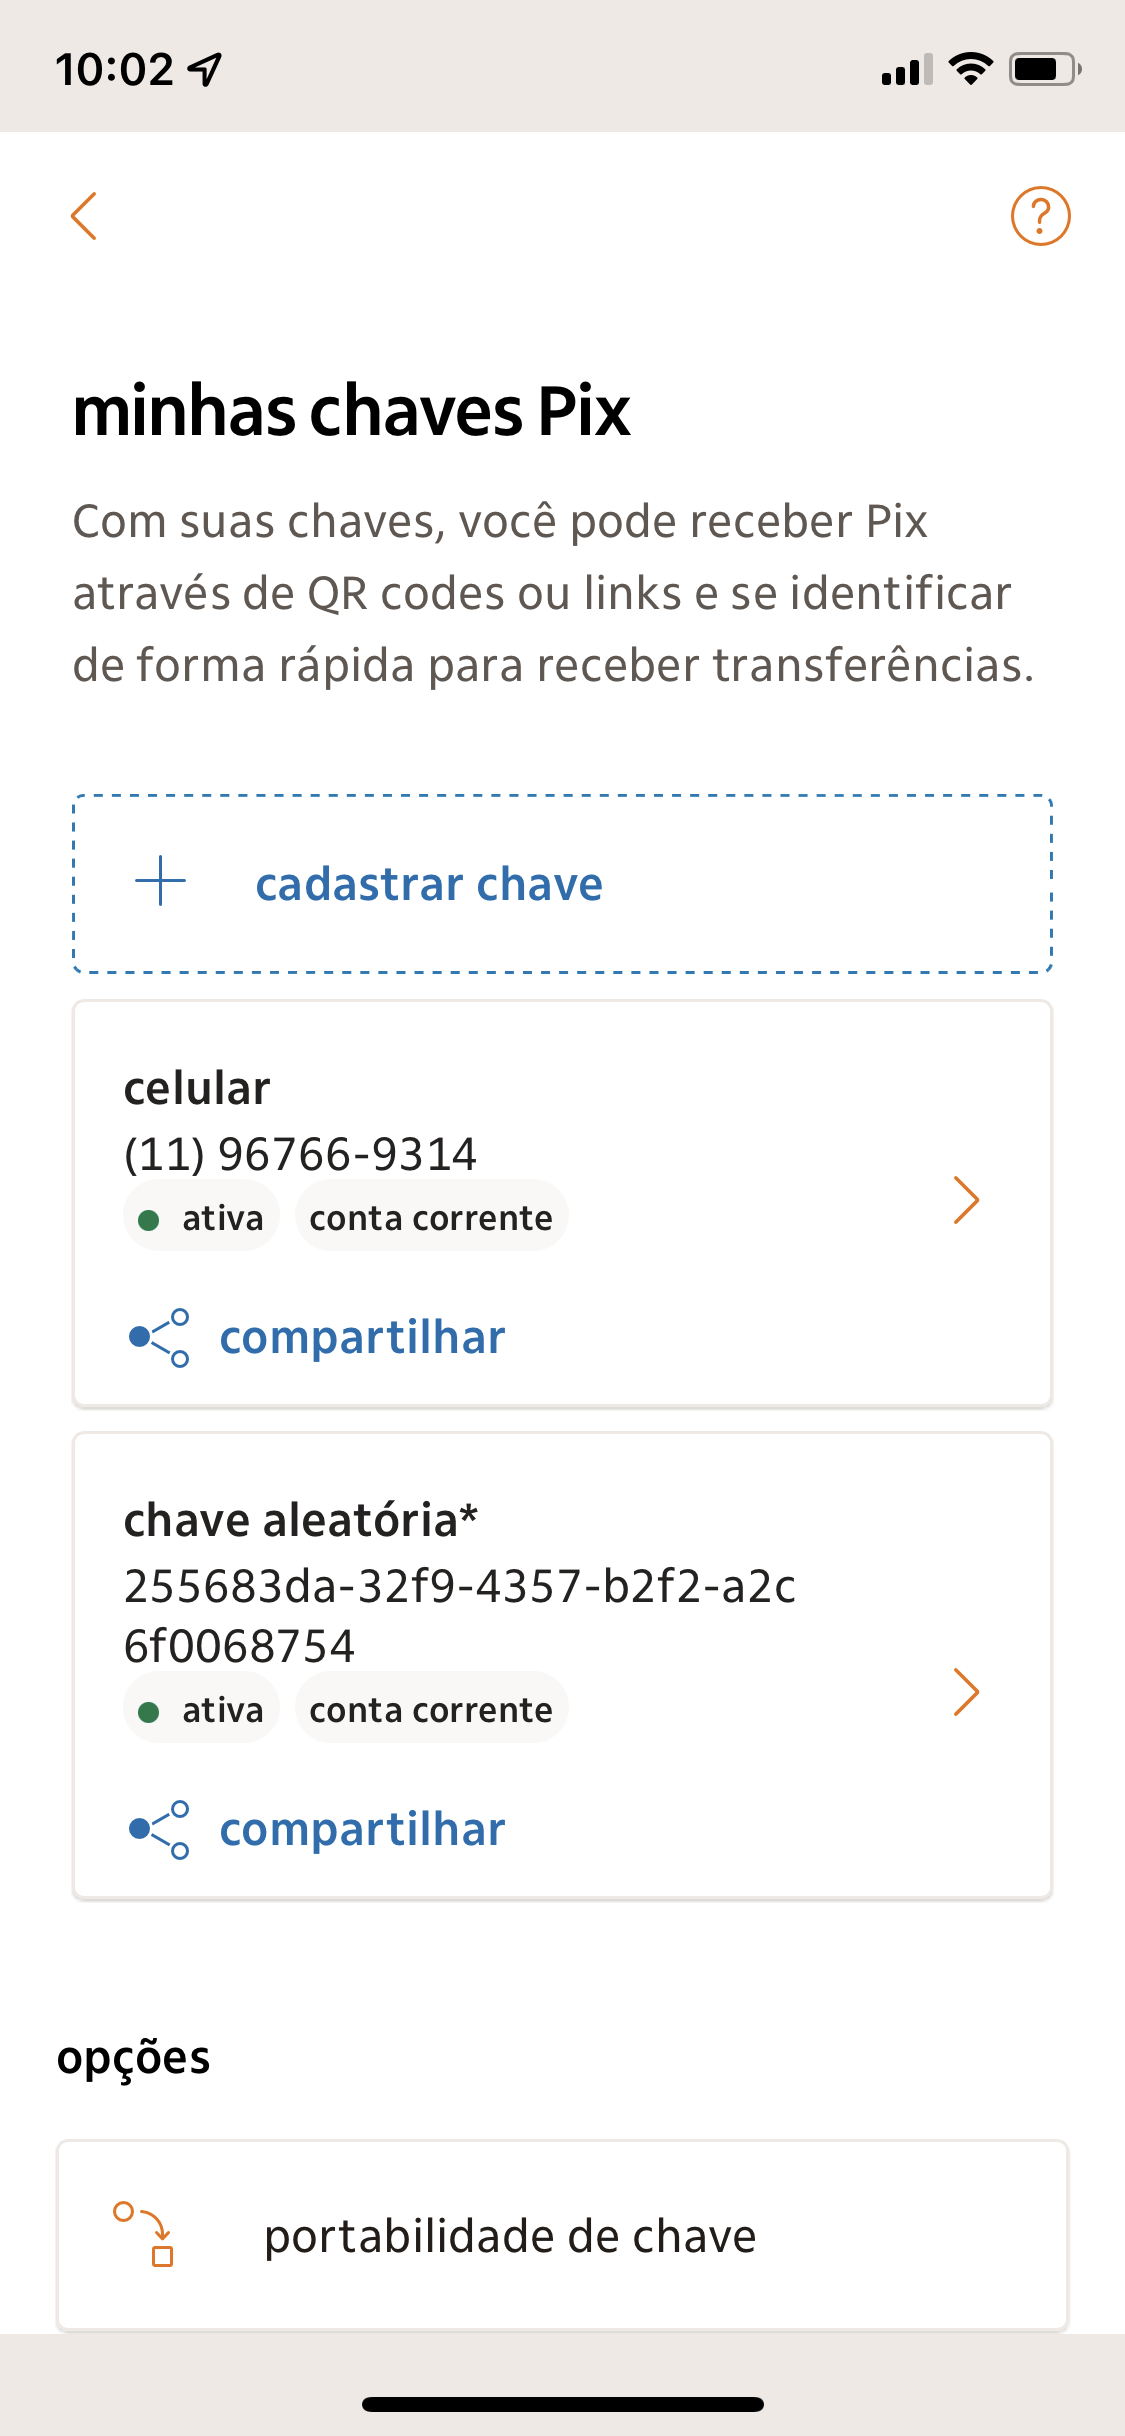 10:02
?
minhas chaves Pix
Com suas chaves, você pode receber Pix
através de QR codes ou links e se identificar
de forma rápida para receber transferências.
cadastrar chave
celular
(11) 96766-9314
ativa conta corrente
compartilhar
chave aleatória*
255683da-32f9-4357-b2f2-a2c
6f0068754
ativa conta corrente
compartilhar
opções
portabilidade de chave